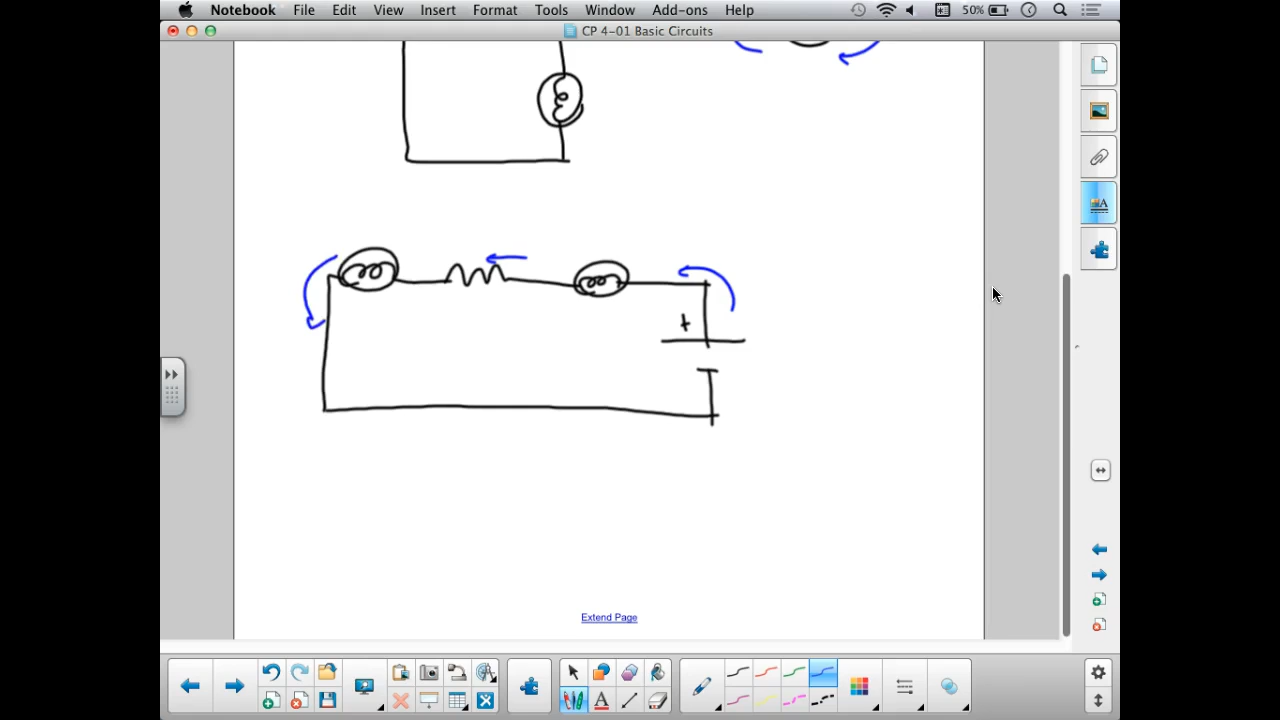 Notebook File Edit View Insert Format Tools Window Add-ons Help 50%
CP 4-01 Basic Circuits
+
Extend Page